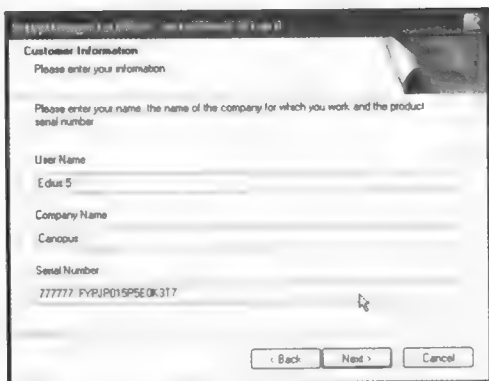 Customer Information
Please enter your information
Please enter your name, the name of the company for which you work and the product
serial number
User Name
Edius 5
Company Name
Canopus
Serial Number
777777
< Back
Next >
Cancel